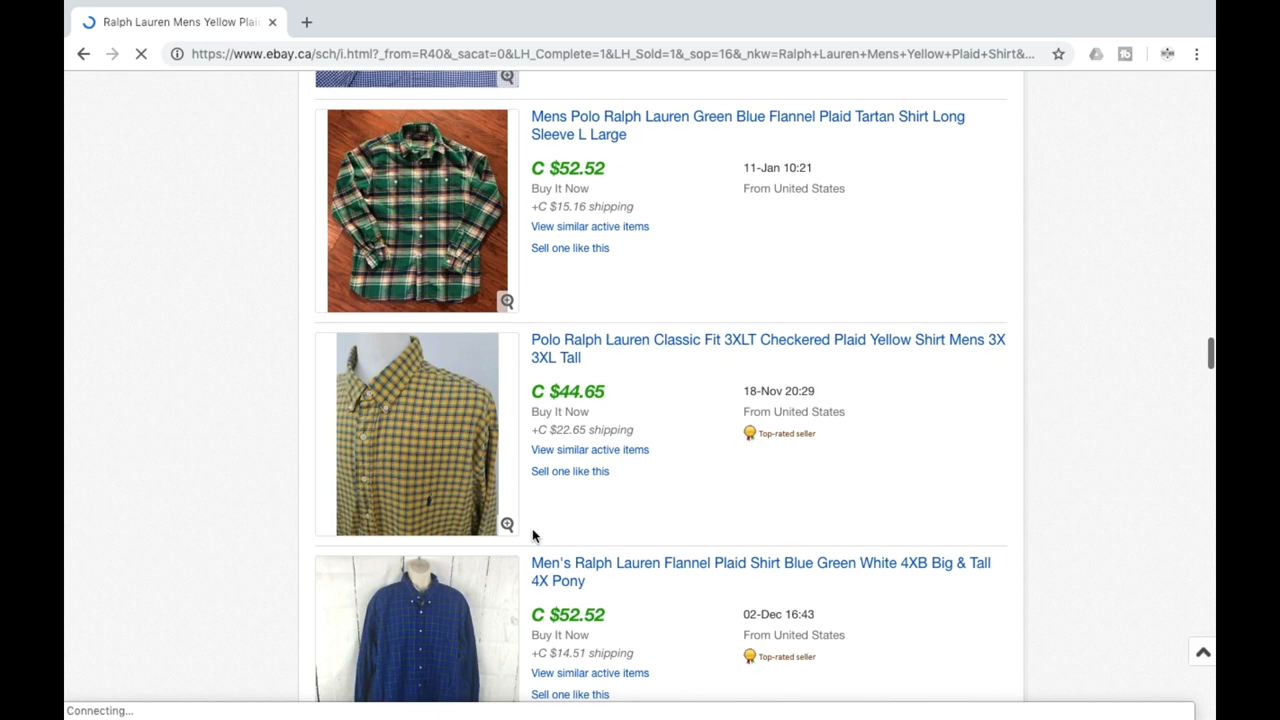 Ralph Lauren Mens Yellow Plai
https://www.ebay.ca/sch/i.html?_from=R40&_sacat=0&LH_Complete=1&LH_Sold=1&_sop=16&_nkw=Ralph+Lauren+Mens+Yellow+Plaid+Shirt&...
Mens Polo Ralph Lauren Green Blue Flannel Plaid Tartan Shirt Long
Sleeve L Large
C $52.52
11-Jan 10:21
Buy It Now
From United States
+C $15.16 shipping
View similar active items
Sell one like this
Polo Ralph Lauren Classic Fit 3XLT Checkered Plaid Yellow Shirt Mens 3X
3XL Tall
C $44.65
18-Nov 20:29
Buy It Now
From United States
+C $22.65 shipping
Top-rated seller
View similar active items
Sell one like this
Men's Ralph Lauren Flannel Plaid Shirt Blue Green White 4XB Big & Tall
4X Pony
C $52.52
02-Dec 16:43
Buy It Now
From United States
+C $14.51 shipping
Top-rated seller
View similar active items
Sell one like this
Connecting...